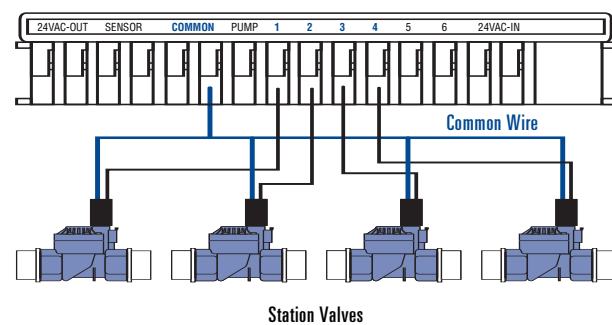 24VAC-OUT SENSOR COMMON PUMP 1 2 3 4 5 6 24VAC-IN
Common Wire
Station Valves